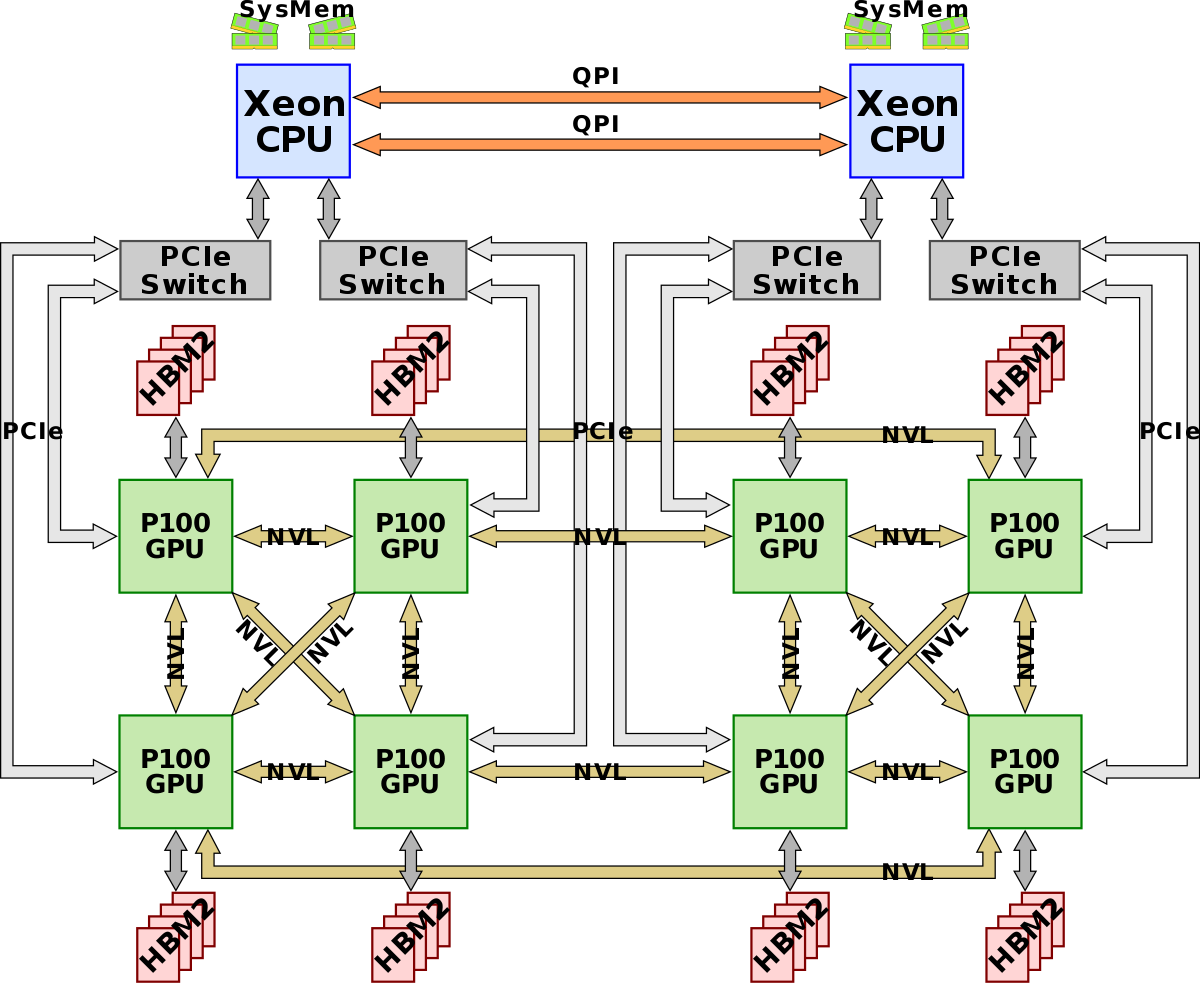 SysMem
SysMem
QPI
Xeon
CPU
Xeon
CPU
QPI
PCIe
Switch
PCIe
Switch
PCIe
Switch
PCIe
Switch
HBM2
HBM2
HBM2
HBM2
PCIe
PCIe
NVL
PCIe
P100
GPU
NVL
P100
GPU
NVL
P100
GPU
NVL
P100
GPU
NVL
NVL
NVL
NVL
NVL
NVL
NVL
NVL
P100
GPU
NVL
P100
GPU
NVL
P100
GPU
NVL
P100
GPU
NVL
HBM2
HBM2
HBM2
HBM2